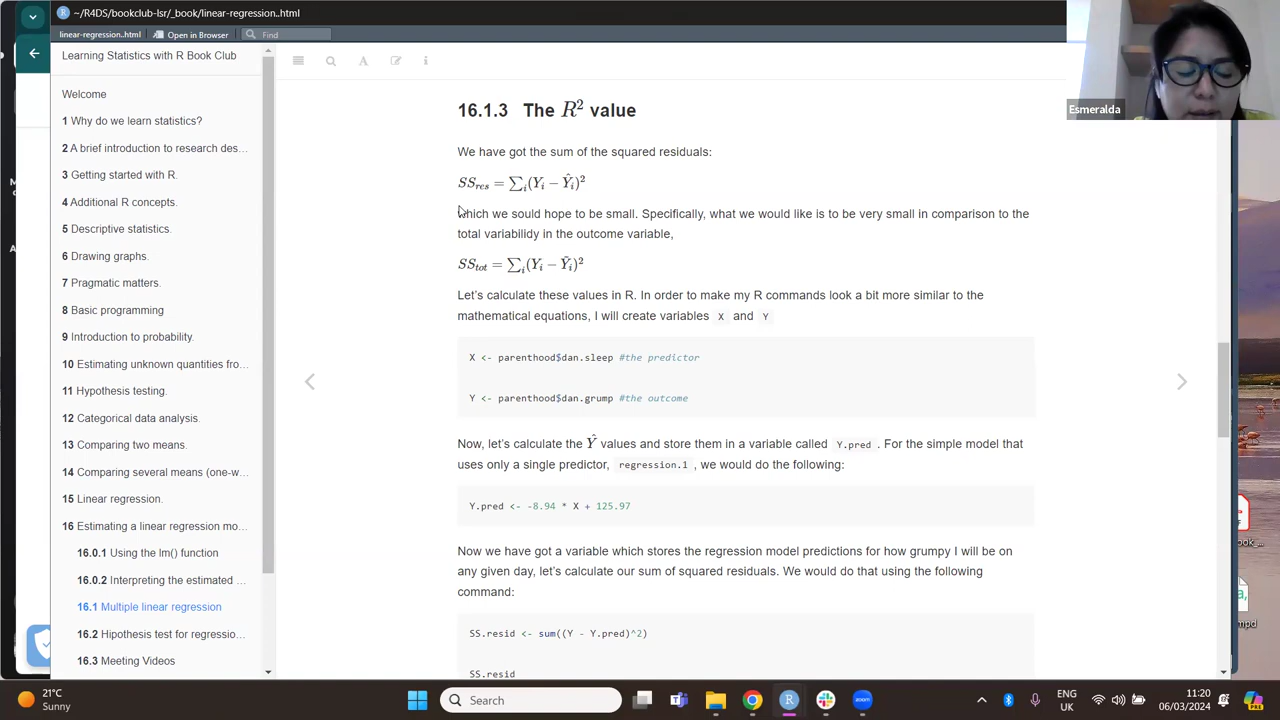 ~/R4DS/bookclub-lsr/_book/linear-regression..html
linear-regression..html
Open in Browser
Find
Learning Statistics with R Book Club
Welcome
1 Why do we learn statistics?
2 A brief introduction to research des...
3 Getting started with R.
4 Additional R concepts.
5 Descriptive statistics.
6 Drawing graphs.
7 Pragmatic matters.
8 Basic programming
9 Introduction to probability.
10 Estimating unknown quantities fro...
11 Hypothesis testing.
12 Categorical data analysis.
13 Comparing two means.
14 Comparing several means (one-w...
15 Linear regression.
16 Estimating a linear regression mo...
16.0.1 Using the lm() function
16.0.2 Interpreting the estimated ...
16.1 Multiple linear regression
16.2 Hipothesis test for regressio...
16.3 Meeting Videos
A
i
16.1.3 The R² value
We have got the sum of the squared residuals:
SS_res = ∑_i(Y_i − Ŷ_i)²
which we sould hope to be small. Specifically, what we would like is to be very small in comparison to the
total variabilidy in the outcome variable,
SS_tot = ∑_i(Y_i − Ȳ_i)²
Let's calculate these values in R. In order to make my R commands look a bit more similar to the
mathematical equations, I will create variables X and Y
X <- parenthood$dan.sleep #the predictor
Y <- parenthood$dan.grump #the outcome
Now, let's calculate the Ŷ values and store them in a variable called Y.pred . For the simple model that
uses only a single predictor, regression.1 , we would do the following:
Y.pred <- -8.94 * X + 125.97
Now we have got a variable which stores the regression model predictions for how grumpy I will be on
any given day, let's calculate our sum of squared residuals. We would do that using the following
command:
SS.resid <- sum((Y - Y.pred)^2)
SS.resid
Esmeralda
21°C
Sunny
Search
ENG
UK
11:20
06/03/2024